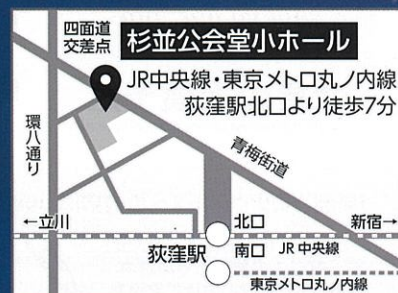 四面道
交差点
杉並公会堂小ホール
JR中央線・東京メトロ丸ノ内線
荻窪駅北口より徒歩7分
環八通り
青梅街道
←立川
北口
新宿→
荻窪駅
南口
JR 中央線
東京メトロ丸ノ内線